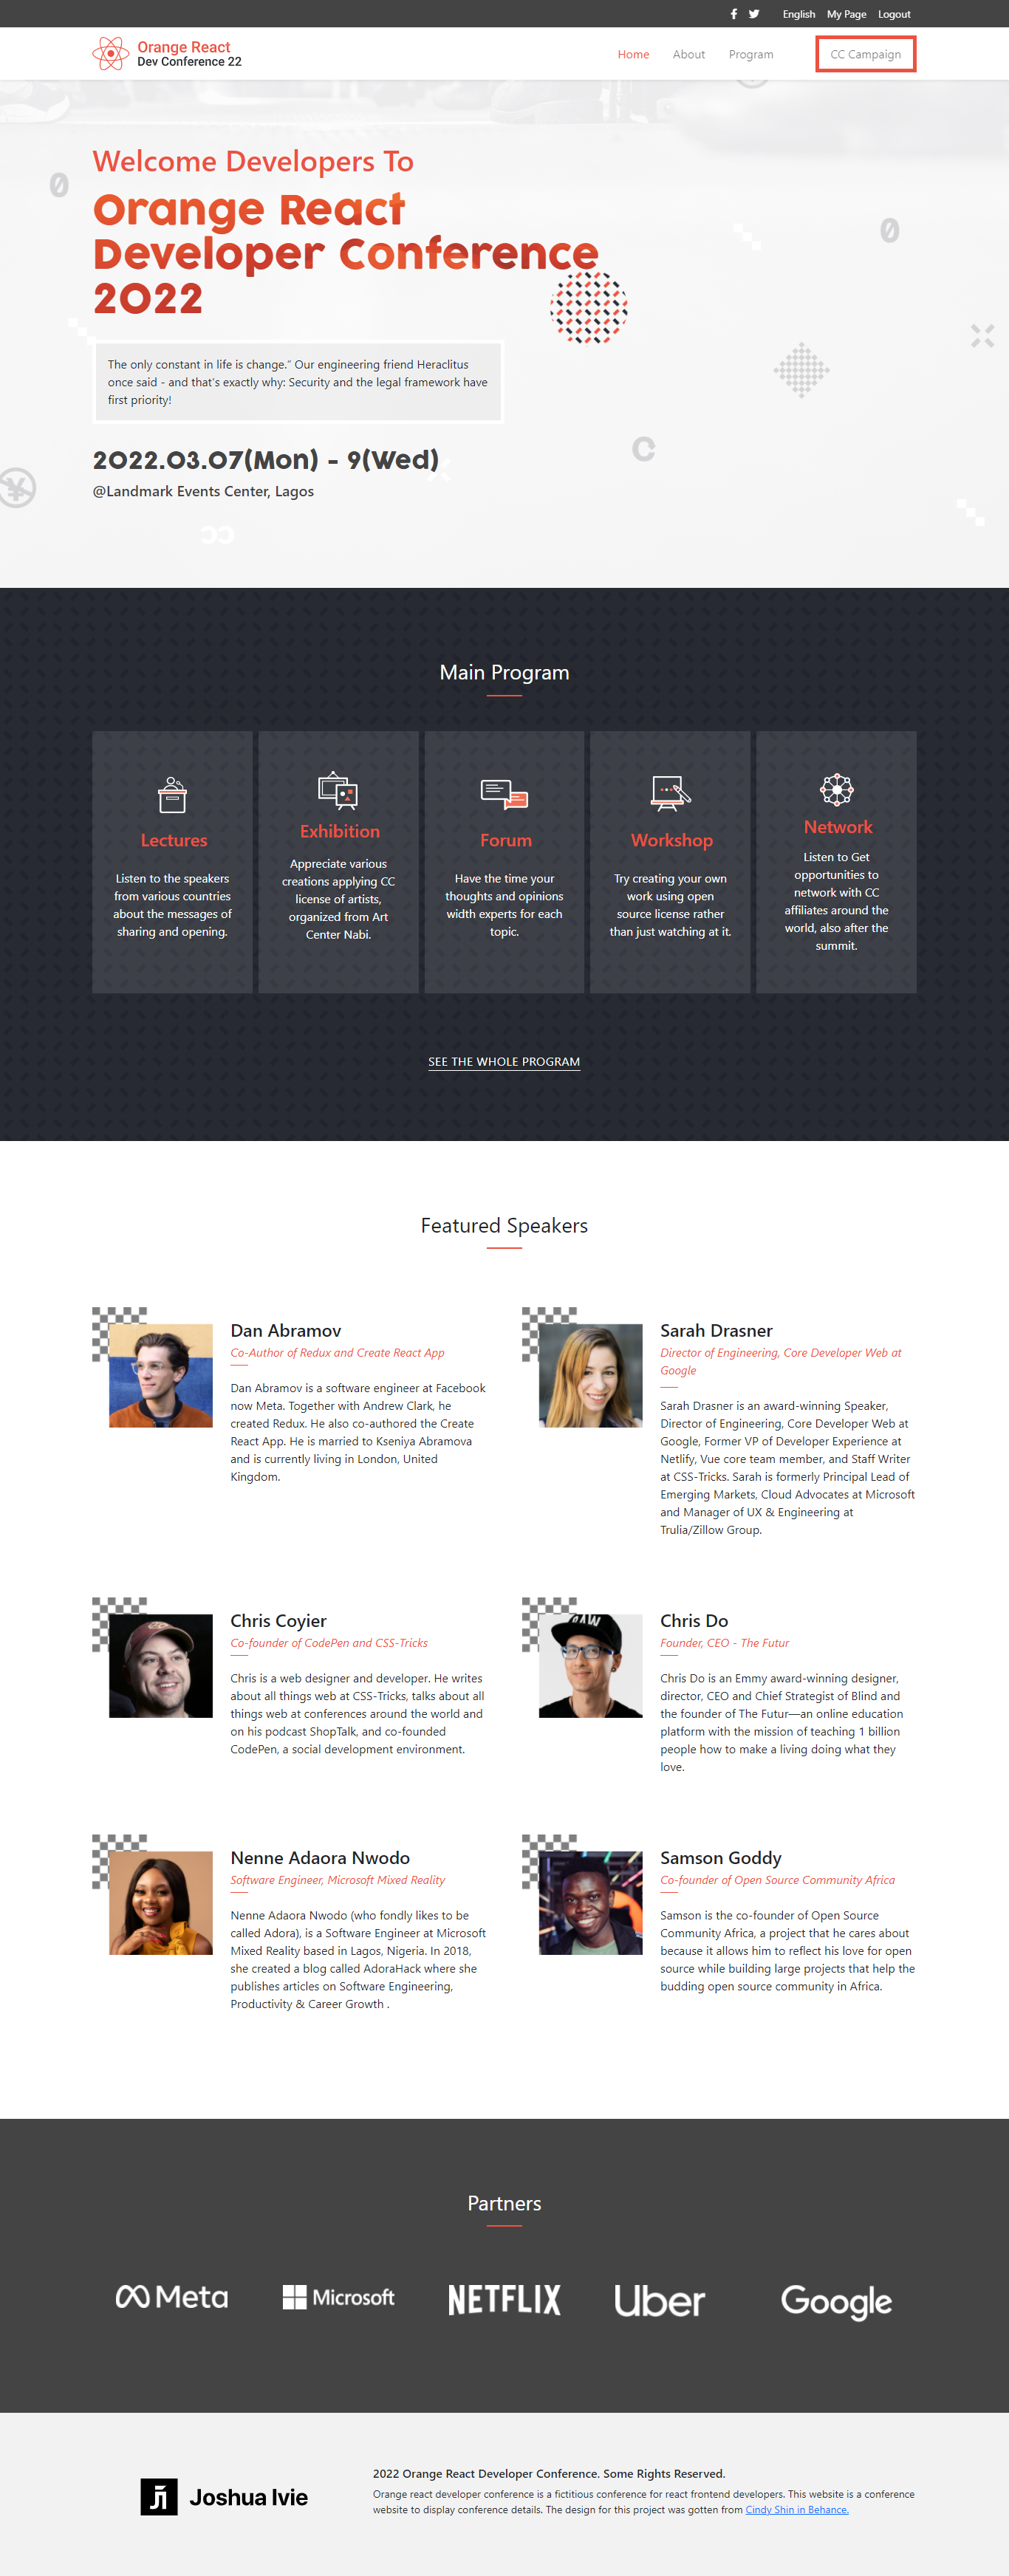 English My Page Logout
Orange React
Dev Conference 22
Home About Program CC Campaign
Welcome Developers To
Orange React
Developer Conference
2022
The only constant in life is change.” Our engineering friend Heraclitus
once said - and that's exactly why: Security and the legal framework have
first priority!
2022.03.07(Mon) - 9(Wed)
@Landmark Events Center, Lagos
Main Program
Lectures
Listen to the speakers
from various countries
about the messages of
sharing and opening.
Exhibition
Appreciate various
creations applying CC
license of artists,
organized from Art
Center Nabi.
Forum
Have the time your
thoughts and opinions
width experts for each
topic.
Workshop
Try creating your own
work using open
source license rather
than just watching at it.
Network
Listen to Get
opportunities to
network with CC
affiliates around the
world, also after the
summit.
SEE THE WHOLE PROGRAM
Featured Speakers
Dan Abramov
Co-Author of Redux and Create React App
Dan Abramov is a software engineer at Facebook
now Meta. Together with Andrew Clark, he
created Redux. He also co-authored the Create
React App. He is married to Kseniya Abramova
and is currently living in London, United
Kingdom.
Sarah Drasner
Director of Engineering, Core Developer Web at
Google
Sarah Drasner is an award-winning Speaker,
Director of Engineering, Core Developer Web at
Google, Former VP of Developer Experience at
Netlify, Vue core team member, and Staff Writer
at CSS-Tricks. Sarah is formerly Principal Lead of
Emerging Markets, Cloud Advocates at Microsoft
and Manager of UX & Engineering at
Trulia/Zillow Group.
Chris Coyier
Co-founder of CodePen and CSS-Tricks
Chris is a web designer and developer. He writes
about all things web at CSS-Tricks, talks about all
things web at conferences around the world and
on his podcast ShopTalk, and co-founded
CodePen, a social development environment.
Chris Do
Founder, CEO - The Futur
Chris Do is an Emmy award-winning designer,
director, CEO and Chief Strategist of Blind and
the founder of The Futur—an online education
platform with the mission of teaching 1 billion
people how to make a living doing what they
love.
Nenne Adaora Nwodo
Software Engineer, Microsoft Mixed Reality
Nenne Adaora Nwodo (who fondly likes to be
called Adora), is a Software Engineer at Microsoft
Mixed Reality based in Lagos, Nigeria. In 2018,
she created a blog called AdoraHack where she
publishes articles on Software Engineering,
Productivity & Career Growth .
Samson Goddy
Co-founder of Open Source Community Africa
Samson is the co-founder of Open Source
Community Africa, a project that he cares about
because it allows him to reflect his love for open
source while building large projects that help the
budding open source community in Africa.
Partners
Meta Microsoft NETFLIX Uber Google
Joshua Ivie
2022 Orange React Developer Conference. Some Rights Reserved.
Orange react developer conference is a fictitious conference for react frontend developers. This website is a conference
website to display conference details. The design for this project was gotten from Cindy Shin in Behance.